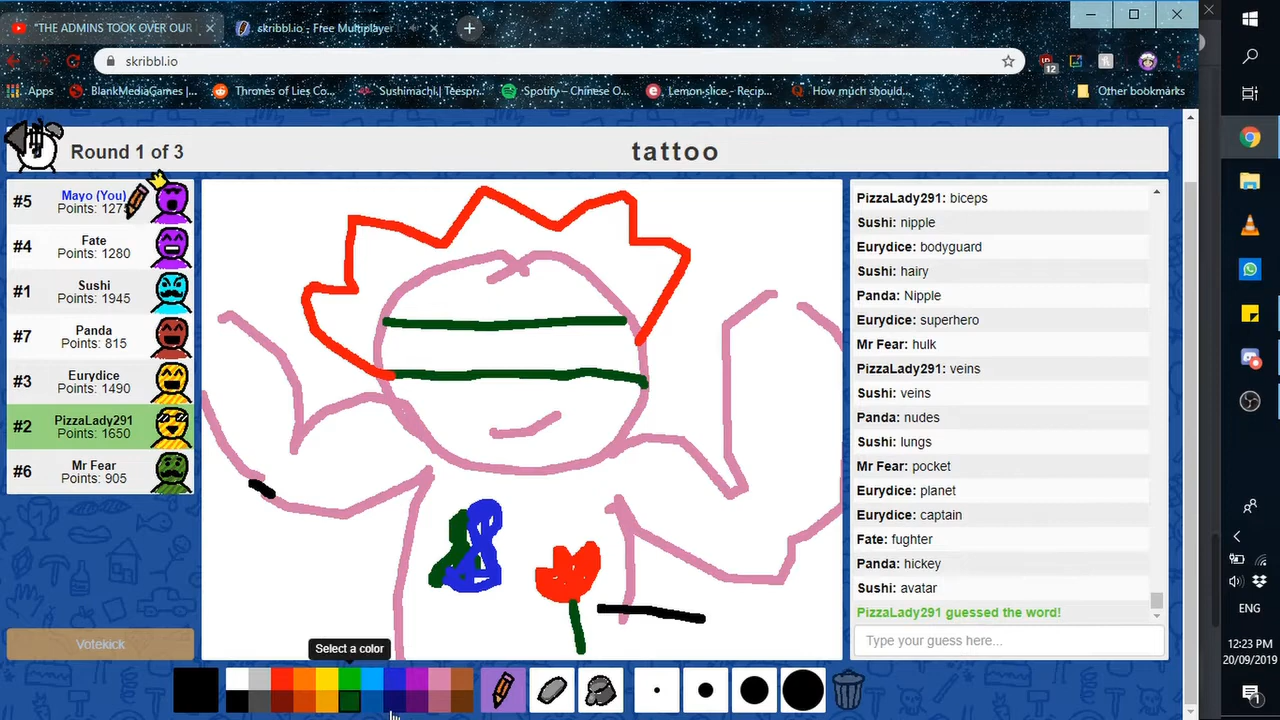 "THE ADMINS TOOK OVER OUR
skribbl.io - Free Multiplayer
skribbl.io
12
Apps
BlankMediaGames |...
Thrones of Lies Co...
Sushimachi | Teespr...
Spotify – Chinese O...
Lemon-slice - Recip...
How much should...
Other bookmarks
Round 1 of 3
tattoo
#5
Mayo (You)
Points: 1275
#4
Fate
Points: 1280
#1
Sushi
Points: 1945
#7
Panda
Points: 815
#3
Eurydice
Points: 1490
#2
PizzaLady291
Points: 1650
#6
Mr Fear
Points: 905
Votekick
Select a color
PizzaLady291: biceps
Sushi: nipple
Eurydice: bodyguard
Sushi: hairy
Panda: Nipple
Eurydice: superhero
Mr Fear: hulk
PizzaLady291: veins
Sushi: veins
Panda: nudes
Sushi: lungs
Mr Fear: pocket
Eurydice: planet
Eurydice: captain
Fate: fughter
Panda: hickey
Sushi: avatar
PizzaLady291 guessed the word!
Type your guess here...
ENG
12:23 PM
20/09/2019